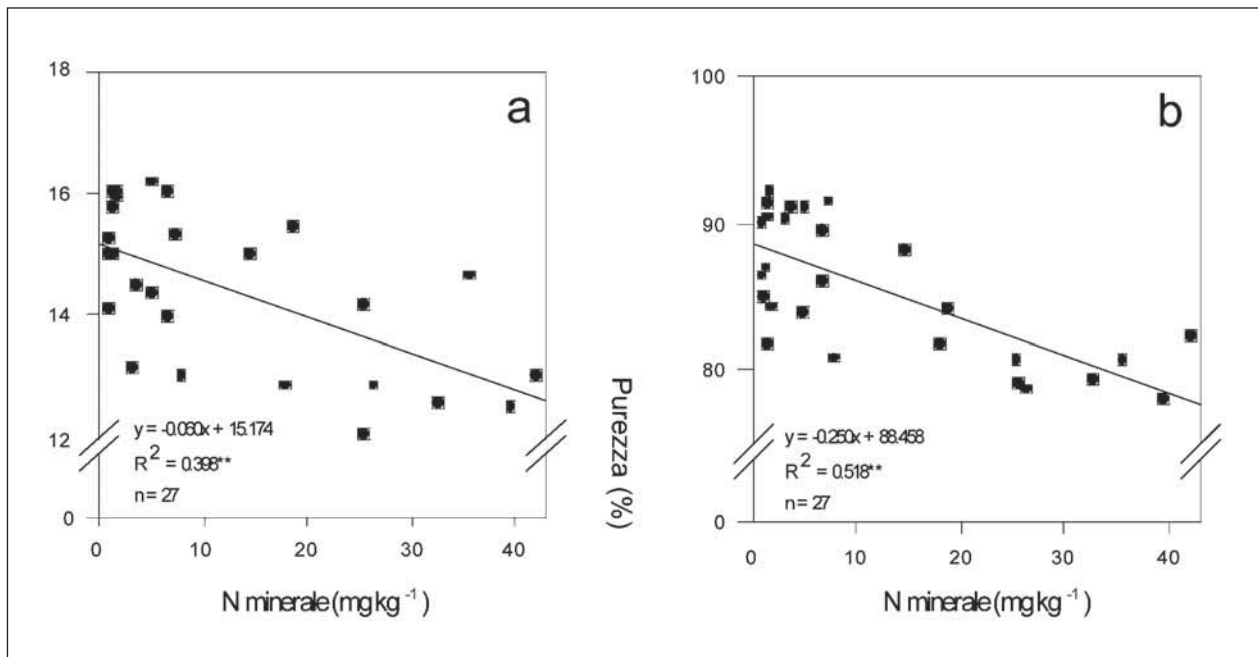 18
16
14
12
0
a
y = -0.060x + 15.174
R² = 0.398**
n = 27
0 10 20 30 40
N minerale (mg kg⁻¹)
Purezza (%)
100
90
80
0
b
y = -0.250x + 88.458
R² = 0.518**
n = 27
0 10 20 30 40
N minerale (mg kg⁻¹)